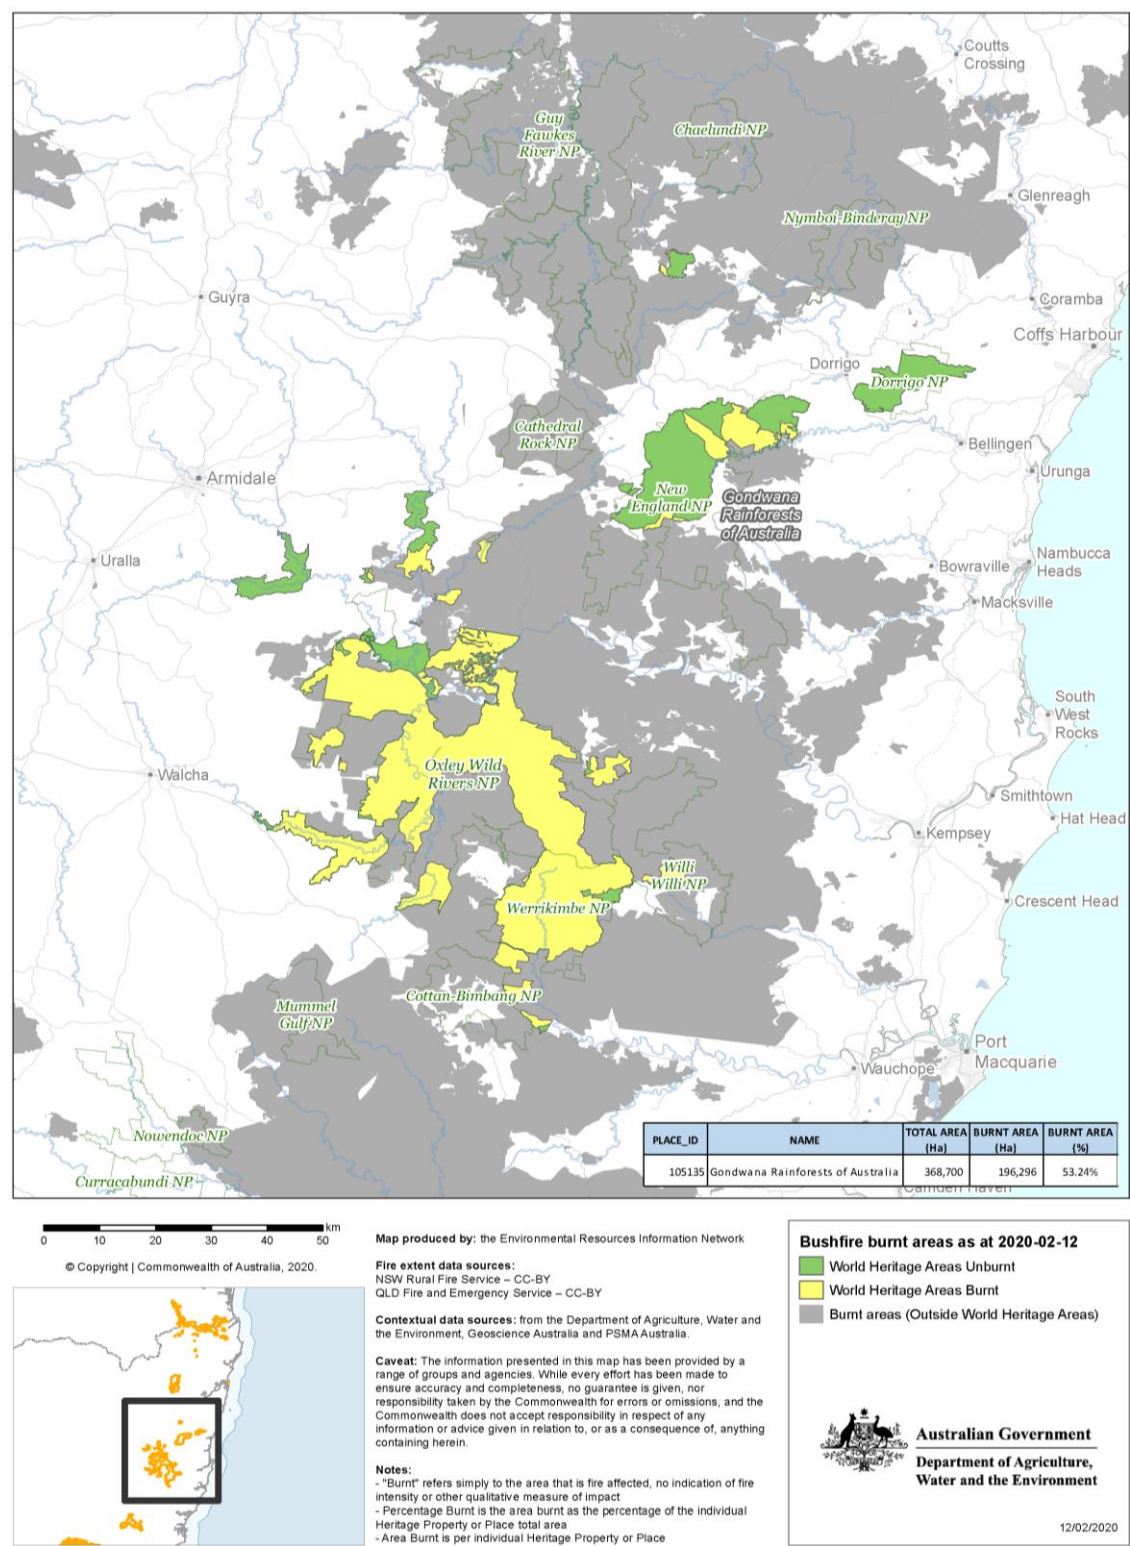 Coutts
Crossing
Guy
Fawkes
River NP
Chaelundi NP
Glenreagh
Nymboi-Binderay NP
Guyra
Coramba
Coffs Harbour
Dorrigo
Dorrigo NP
Cathedral
Rock NP
Bellingen
Urunga
Armidale
New
England NP
Gondwana
Rainforests
of Australia
Uralla
Nambucca
Heads
Bowraville
Macksville
South
West
Rocks
Oxley Wild
Rivers NP
Walcha
Smithtown
Hat Head
Kempsey
Willi
Willi NP
Crescent Head
Werrikimbe NP
Cottan-Bimbang NP
Mummel
Gulf NP
Port
Macquarie
Wauchope
Nowendoc NP
Curracabundi NP
PLACE_ID NAME TOTAL AREA (Ha) BURNT AREA (Ha) BURNT AREA (%)
105135 Gondwana Rainforests of Australia 368,700 196,296 53.24%
Camden Haven
km
0 10 20 30 40 50
© Copyright | Commonwealth of Australia, 2020.
Map produced by: the Environmental Resources Information Network
Fire extent data sources:
NSW Rural Fire Service – CC-BY
QLD Fire and Emergency Service – CC-BY
Contextual data sources: from the Department of Agriculture, Water and
the Environment, Geoscience Australia and PSMA Australia.
Caveat: The information presented in this map has been provided by a
range of groups and agencies. While every effort has been made to
ensure accuracy and completeness, no guarantee is given, nor
responsibility taken by the Commonwealth for errors or omissions, and the
Commonwealth does not accept responsibility in respect of any
information or advice given in relation to, or as a consequence of, anything
containing herein.
Notes:
- "Burnt" refers simply to the area that is fire affected, no indication of fire
intensity or other qualitative measure of impact
- Percentage Burnt is the area burnt as the percentage of the individual
Heritage Property or Place total area
- Area Burnt is per individual Heritage Property or Place
Bushfire burnt areas as at 2020-02-12
World Heritage Areas Unburnt
World Heritage Areas Burnt
Burnt areas (Outside World Heritage Areas)
Australian Government
Department of Agriculture,
Water and the Environment
12/02/2020